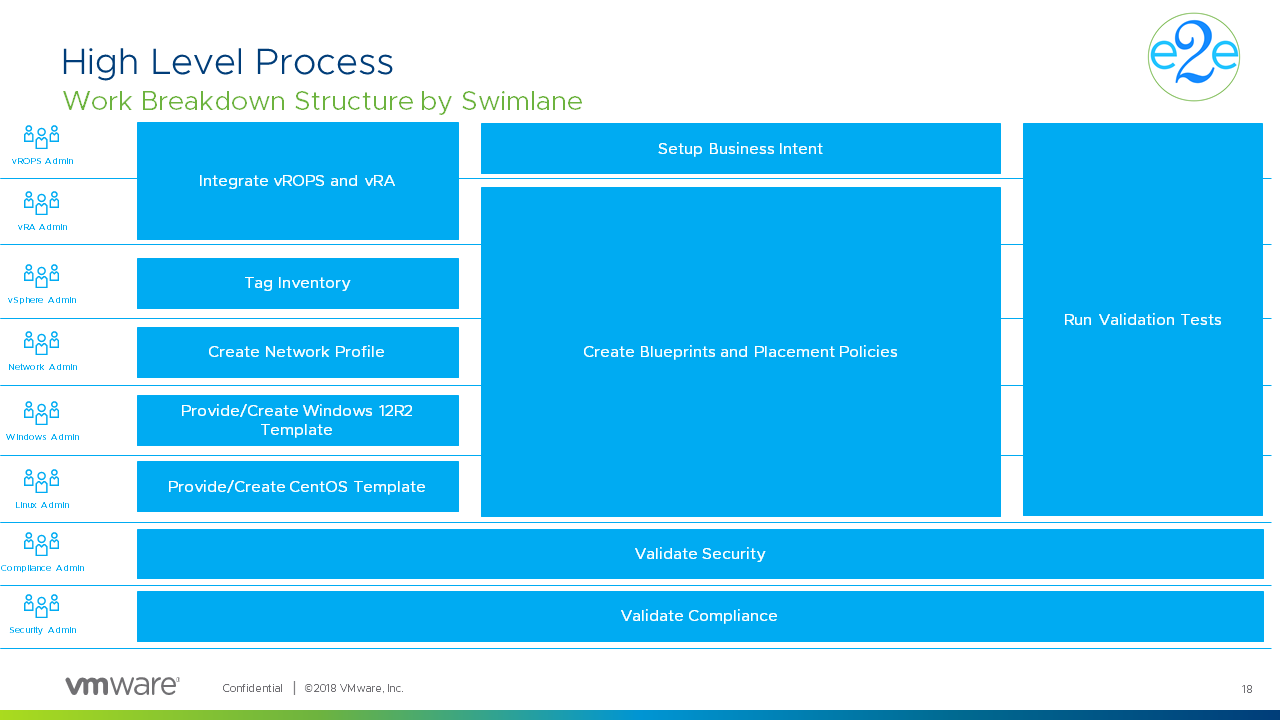 High Level Process
Work Breakdown Structure by Swimlane
e2e
vROPS Admin
Integrate vROPS and vRA
Setup Business Intent
Run Validation Tests
vRA Admin
Create Blueprints and Placement Policies
vSphere Admin
Tag Inventory
Network Admin
Create Network Profile
Windows Admin
Provide/Create Windows 12R2
Template
Linux Admin
Provide/Create CentOS Template
Compliance Admin
Validate Security
Security Admin
Validate Compliance
vmware®
Confidential | ©2018 VMware, Inc.
18